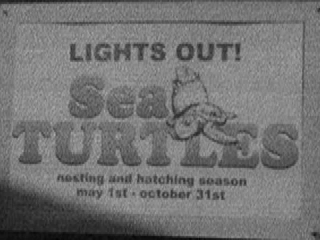 LIGHTS OUT!
Sea
TURTLES
nesting and hatching season
may 1st - october 31st